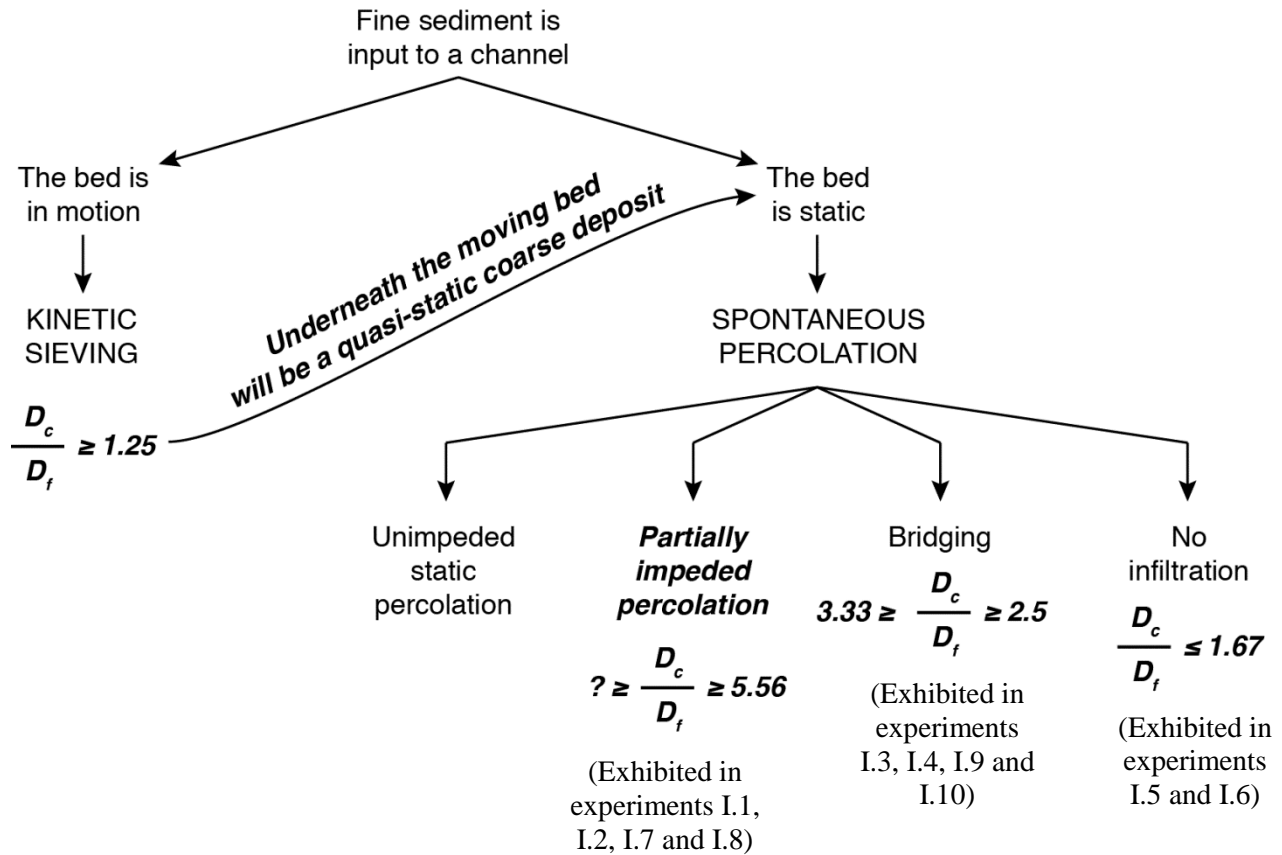 Fine sediment is
input to a channel
The bed is
in motion
The bed
is static
Underneath the moving bed
will be a quasi-static coarse deposit
KINETIC
SIEVING
D_c
D_f
≥ 1.25
SPONTANEOUS
PERCOLATION
Unimpeded
static
percolation
Partially
impeded
percolation
? ≥ D_c
D_f
≥ 5.56
(Exhibited in
experiments I.1,
I.2, I.7 and I.8)
Bridging
3.33 ≥ D_c
D_f
≥ 2.5
(Exhibited in
experiments
I.3, I.4, I.9 and
I.10)
No
infiltration
D_c
D_f
≤ 1.67
(Exhibited in
experiments
I.5 and I.6)